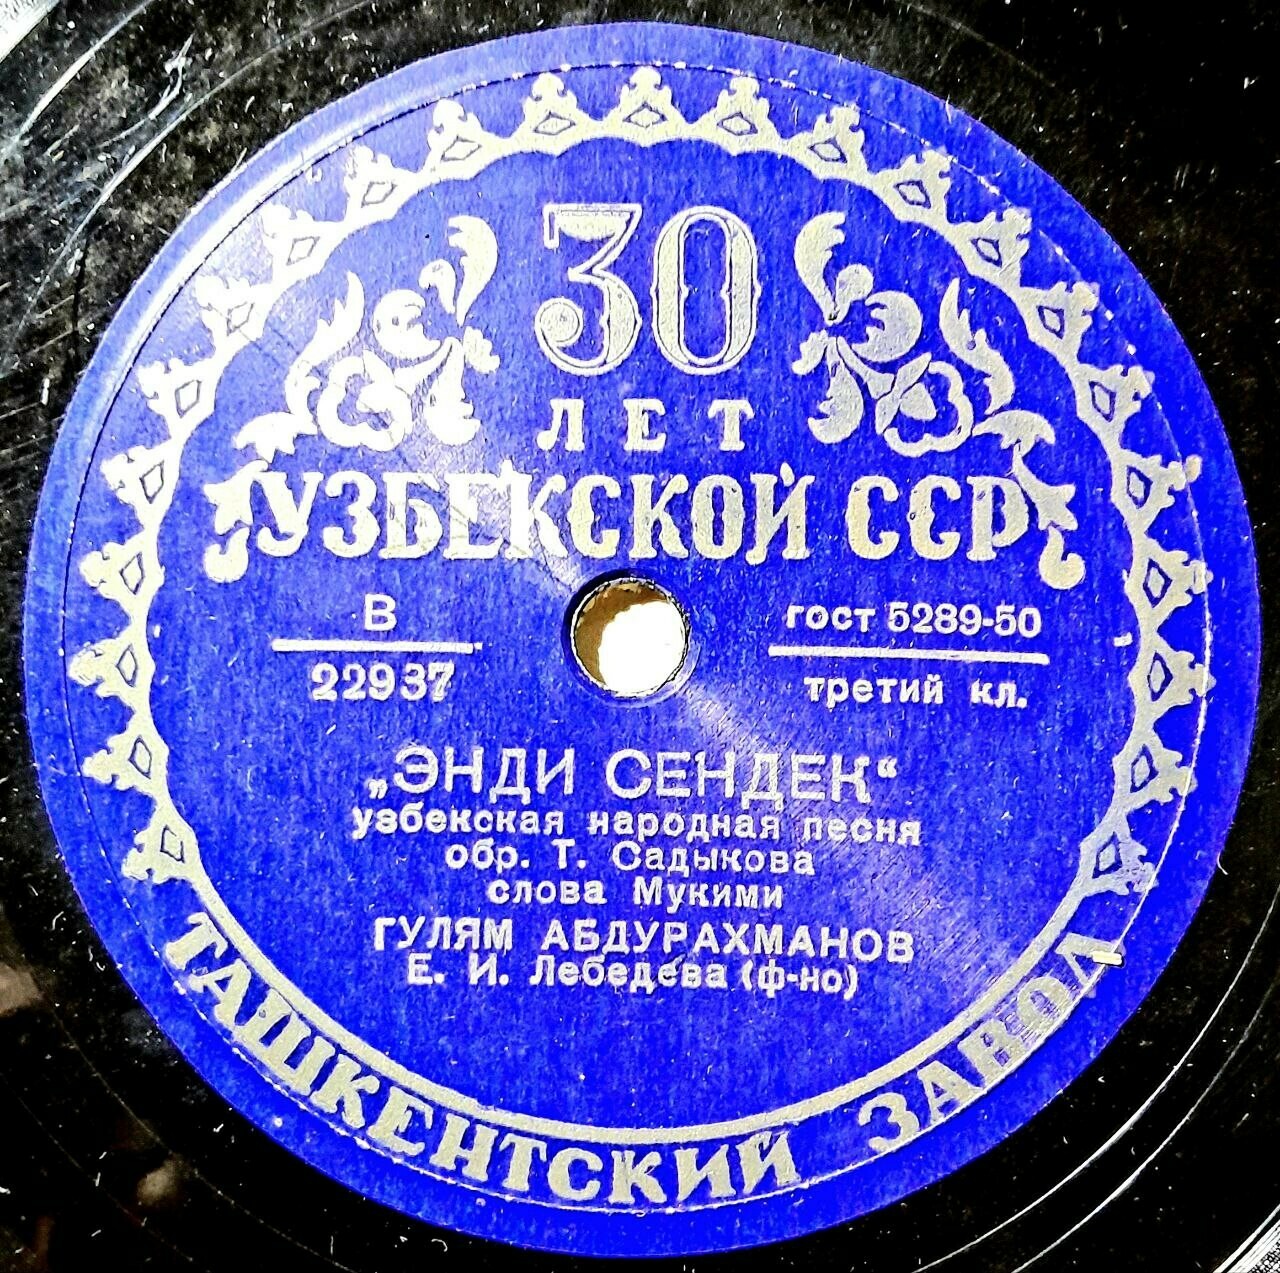 30
ЛЕТ
УЗБЕКСКОЙ ССР
В
22937
гост 5289-50
третий кл.
„ЭНДИ СЕНДЕК“
узбекская народная песня
обр. Т. Садыкова
слова Мукими
ГУЛЯМ АБДУРАХМАНОВ
Е. И. Лебедева (ф-но)
ТАШКЕНТСКИЙ ЗАВОД